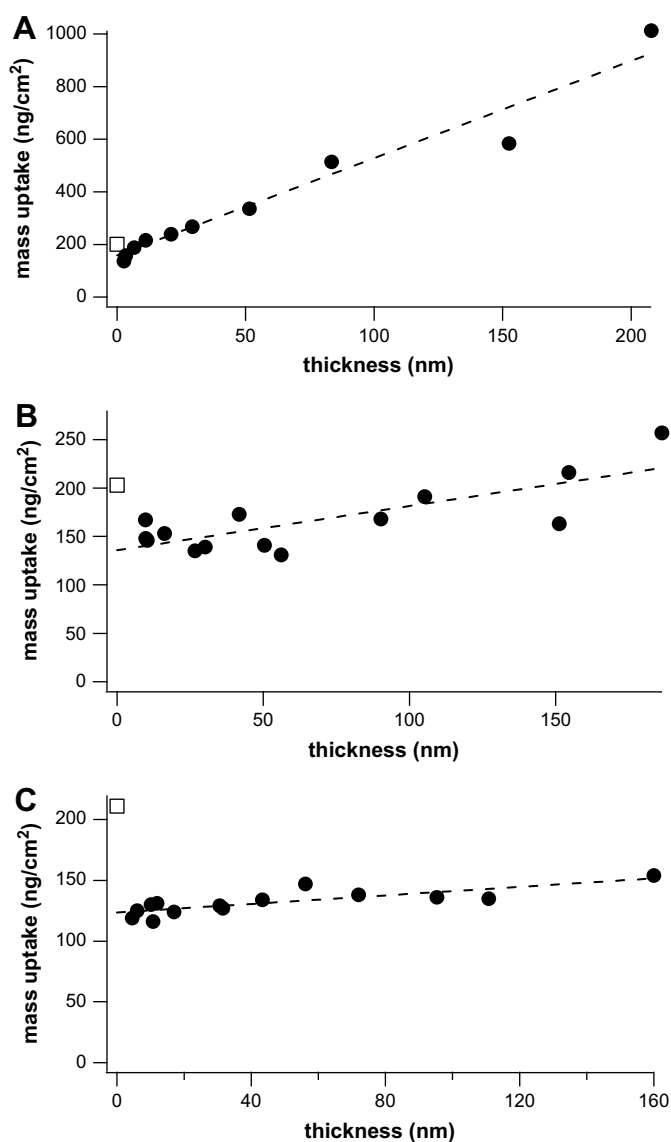 A
1000
800
600
400
200
0
mass uptake (ng/cm²)
0 50 100 150 200
thickness (nm)
B
250
200
150
100
50
0
mass uptake (ng/cm²)
0 50 100 150
thickness (nm)
C
200
150
100
50
0
mass uptake (ng/cm²)
0 40 80 120 160
thickness (nm)